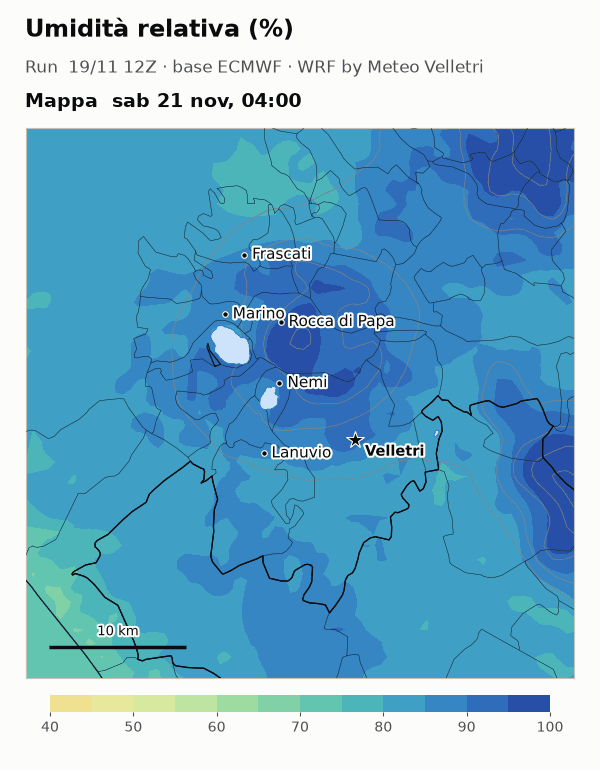 Umidità relativa (%)
Run  19/11 12Z · base ECMWF · WRF by Meteo Velletri
Mappa  sab 21 nov, 04:00
Frascati
Marino
Rocca di Papa
Nemi
Velletri
Lanuvio
10 km
40 50 60 70 80 90 100